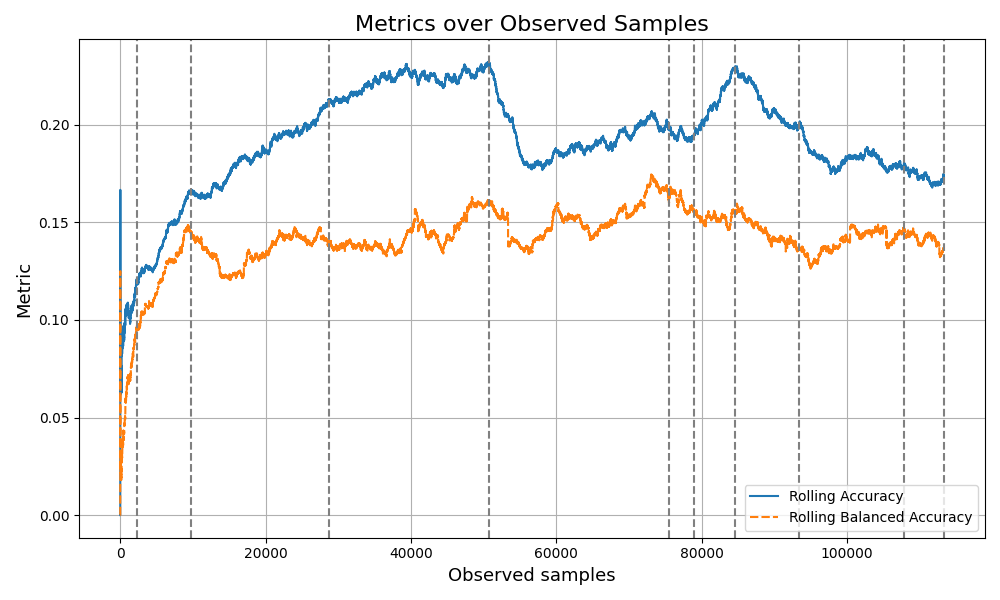 Metrics over Observed Samples
Metric
0.20
0.15
0.10
0.05
0.00
Rolling Accuracy
Rolling Balanced Accuracy
0
20000
40000
60000
80000
100000
Observed samples